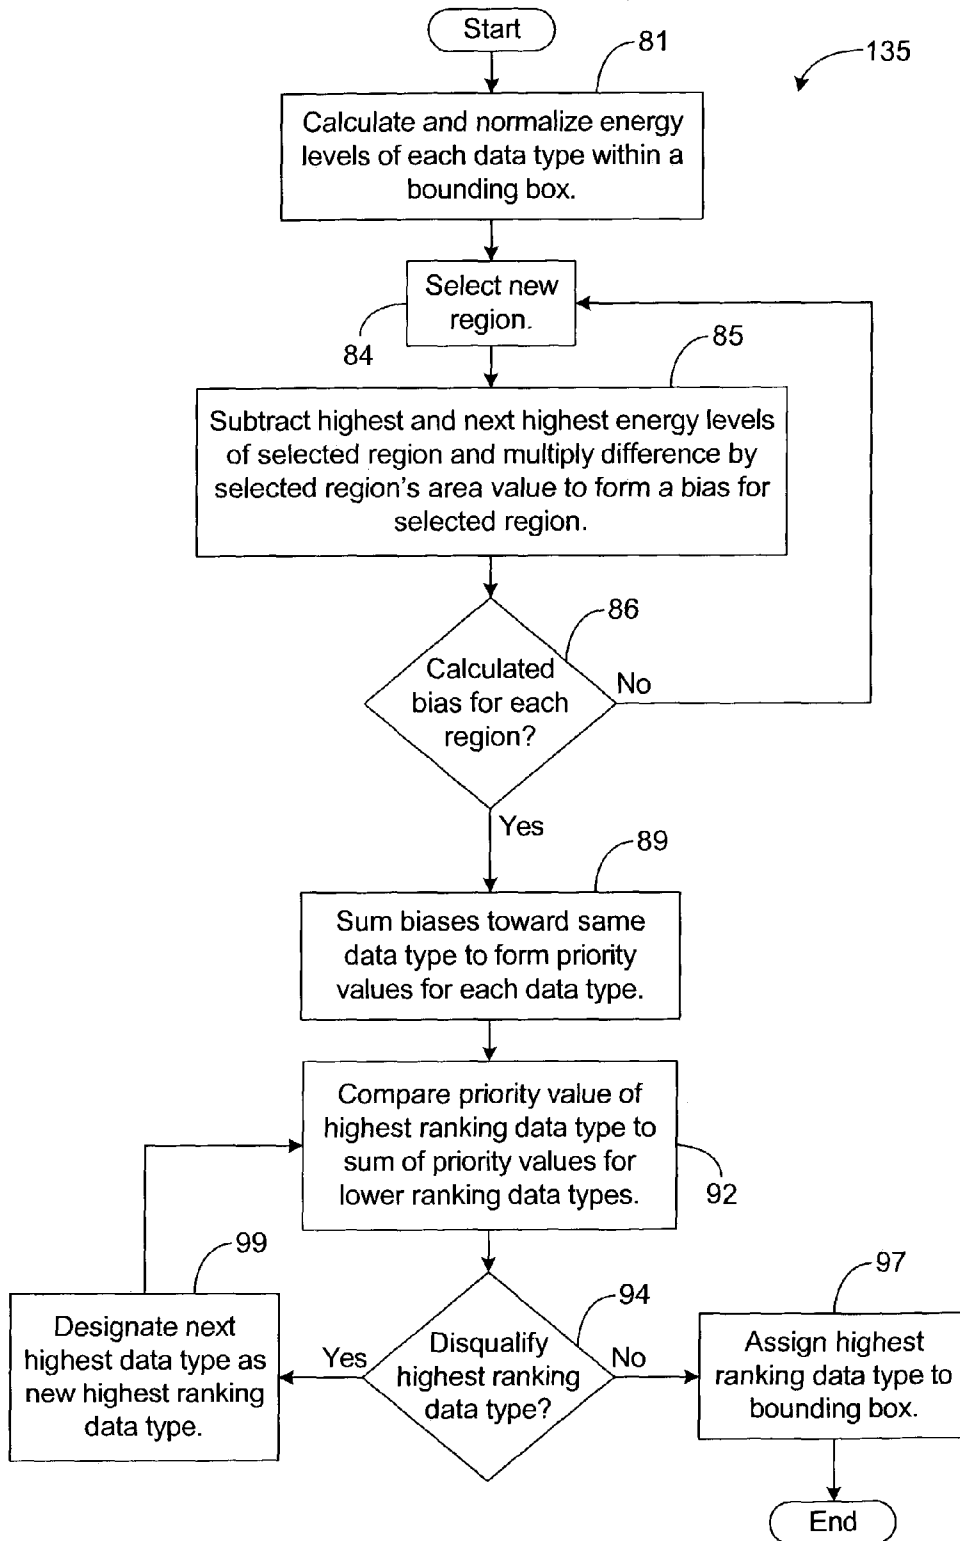 Start
81
135
Calculate and normalize energy
levels of each data type within a
bounding box.
Select new
region.
84
85
Subtract highest and next highest energy levels
of selected region and multiply difference by
selected region's area value to form a bias for
selected region.
86
Calculated
bias for each
region?
No
Yes
89
Sum biases toward same
data type to form priority
values for each data type.
Compare priority value of
highest ranking data type to
sum of priority values for
lower ranking data types.
92
99
Designate next
highest data type as
new highest ranking
data type.
Yes
94
Disqualify
highest ranking
data type?
No
97
Assign highest
ranking data type to
bounding box.
End